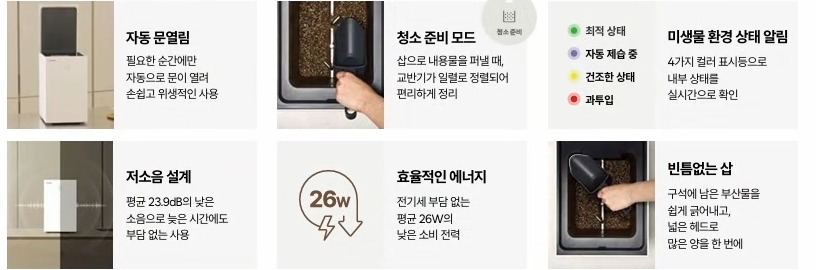 자동 문열림
필요한 순간에만
자동으로 문이 열려
손쉽고 위생적인 사용
청소 준비
청소 준비 모드
삽으로 내용물을 퍼낼 때,
교반기가 일렬로 정렬되어
편리하게 정리
최적 상태
자동 제습 중
건조한 상태
과투입
미생물 환경 상태 알림
4가지 컬러 표시등으로
내부 상태를
실시간으로 확인
저소음 설계
평균 23.9dB의 낮은
소음으로 늦은 시간에도
부담 없는 사용
26w
효율적인 에너지
전기세 부담 없는
평균 26W의
낮은 소비 전력
빈틈없는 삽
구석에 남은 부산물을
쉽게 긁어내고,
넓은 헤드로
많은 양을 한 번에